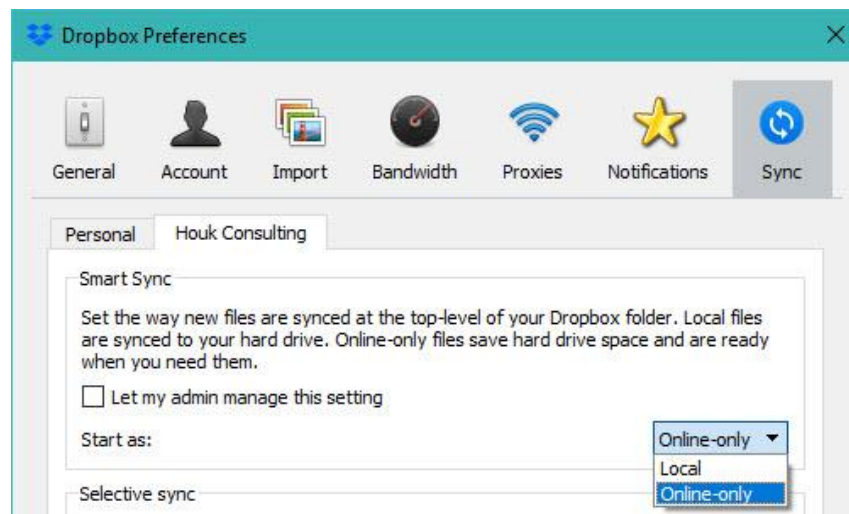 Dropbox Preferences
General Account Import Bandwidth Proxies Notifications Sync
Personal Houk Consulting
Smart Sync
Set the way new files are synced at the top-level of your Dropbox folder. Local files
are synced to your hard drive. Online-only files save hard drive space and are ready
when you need them.
Let my admin manage this setting
Start as: Online-only
Local
Online-only
Selective sync